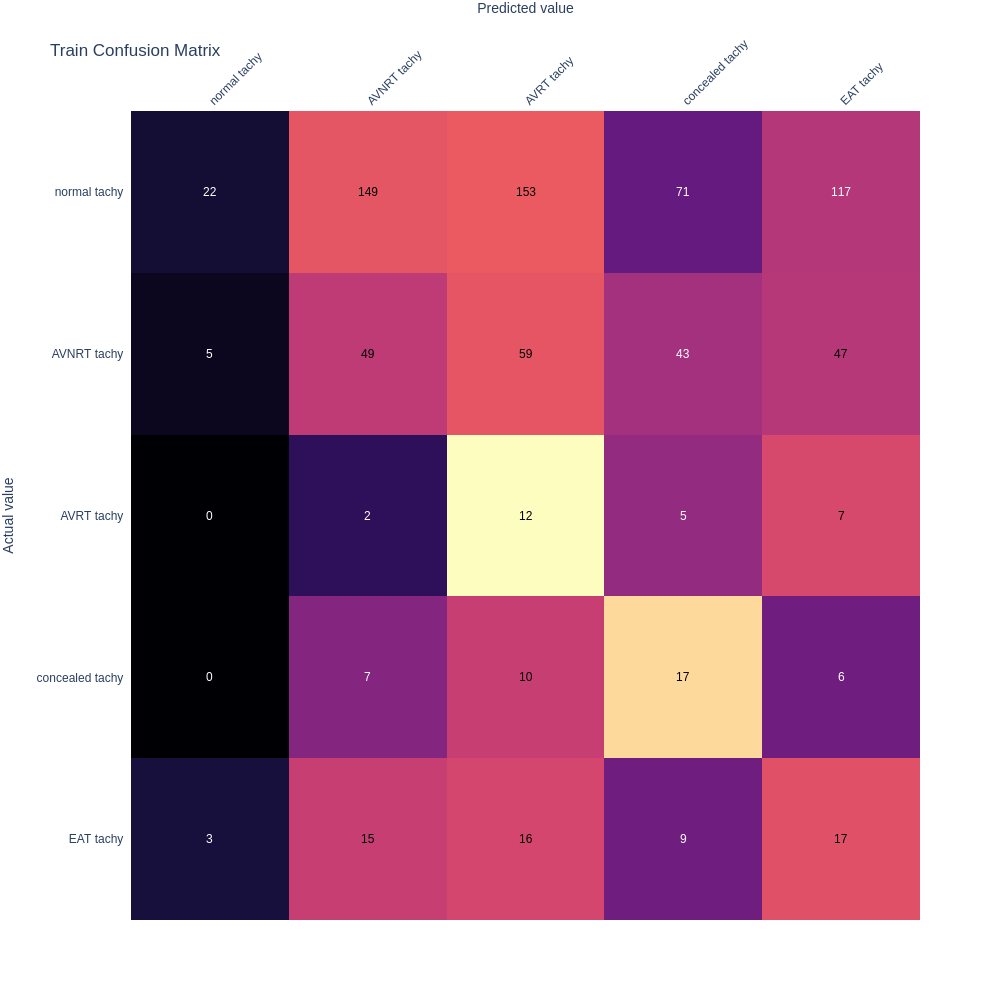 Predicted value
Train Confusion Matrix
normal tachy AVNRT tachy AVRT tachy concealed tachy EAT tachy
Actual value
normal tachy 22 149 153 71 117
AVNRT tachy 5 49 59 43 47
AVRT tachy 0 2 12 5 7
concealed tachy 0 7 10 17 6
EAT tachy 3 15 16 9 17